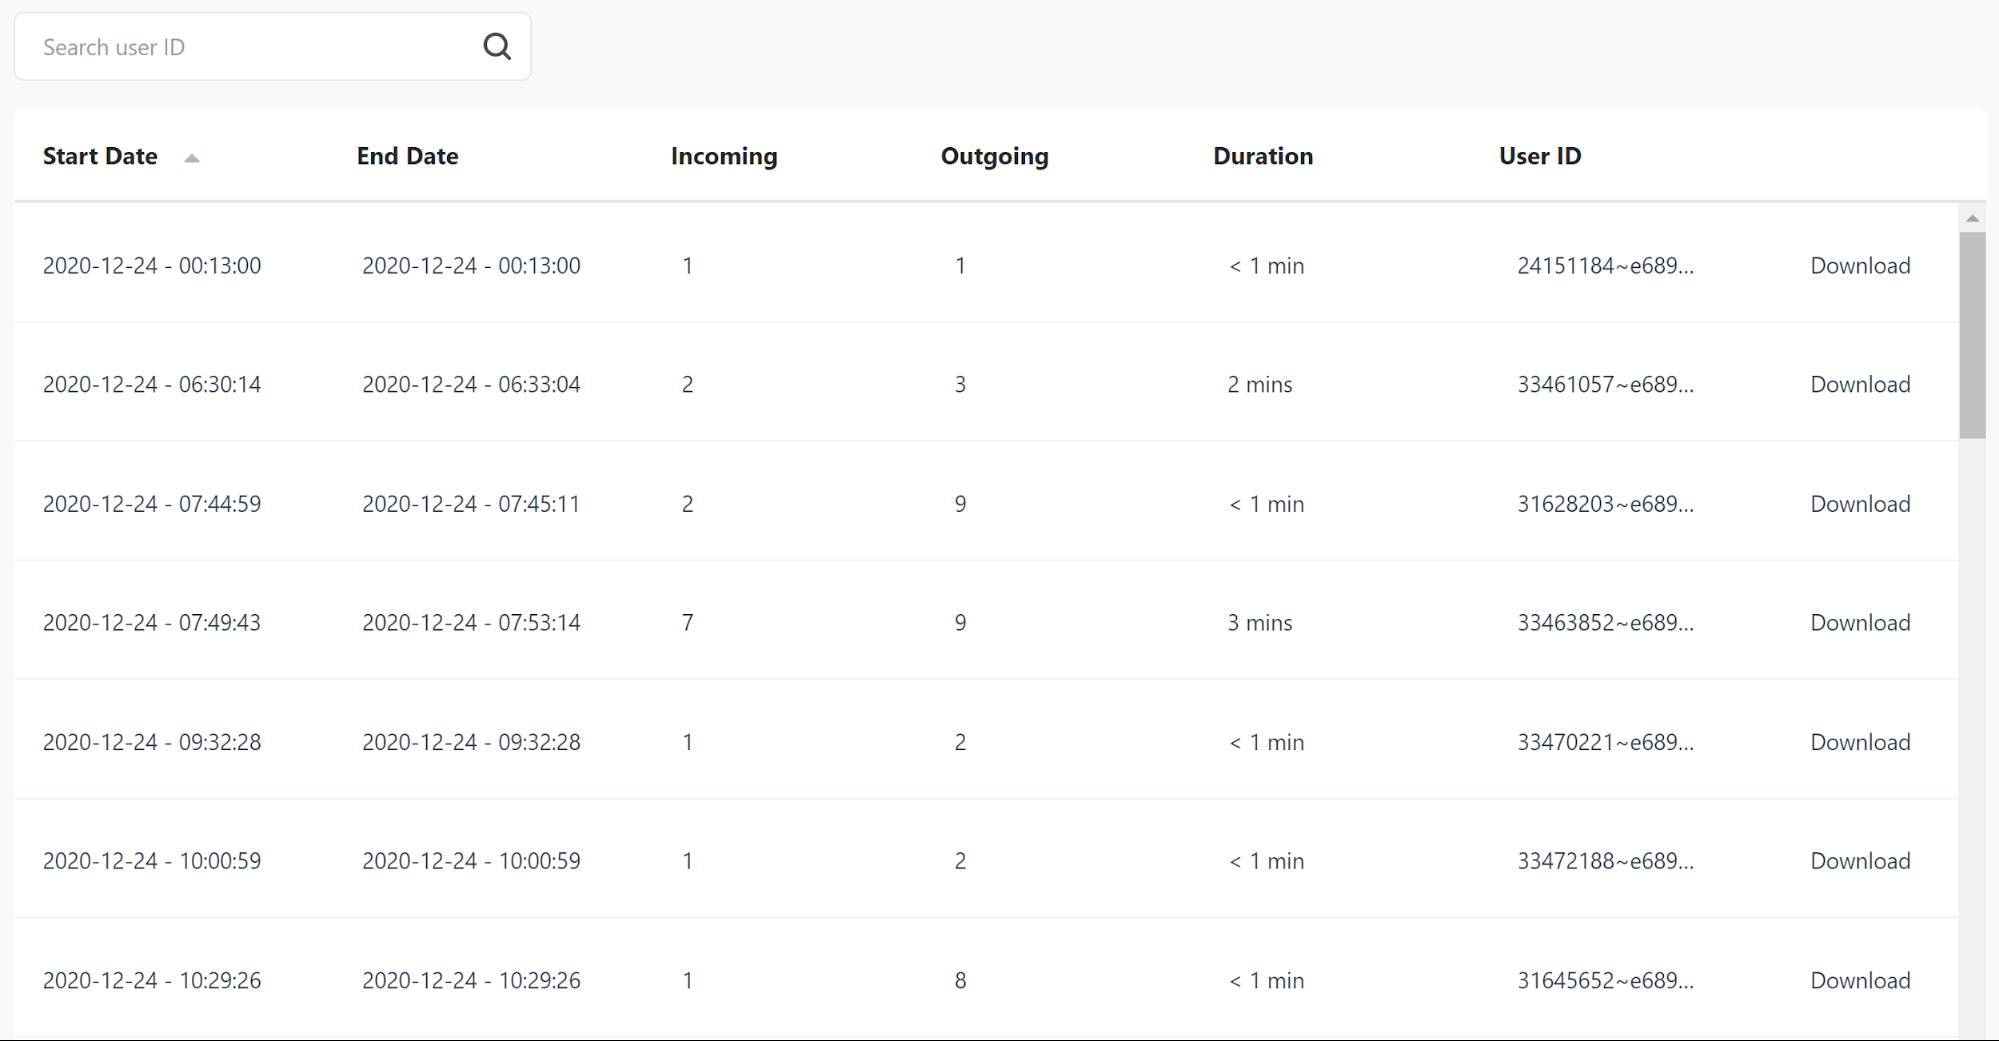 Search user ID
Start Date End Date Incoming Outgoing Duration User ID
2020-12-24 - 00:13:00 2020-12-24 - 00:13:00 1 1 < 1 min 24151184~e689... Download
2020-12-24 - 06:30:14 2020-12-24 - 06:33:04 2 3 2 mins 33461057~e689... Download
2020-12-24 - 07:44:59 2020-12-24 - 07:45:11 2 9 < 1 min 31628203~e689... Download
2020-12-24 - 07:49:43 2020-12-24 - 07:53:14 7 9 3 mins 33463852~e689... Download
2020-12-24 - 09:32:28 2020-12-24 - 09:32:28 1 2 < 1 min 33470221~e689... Download
2020-12-24 - 10:00:59 2020-12-24 - 10:00:59 1 2 < 1 min 33472188~e689... Download
2020-12-24 - 10:29:26 2020-12-24 - 10:29:26 1 8 < 1 min 31645652~e689... Download